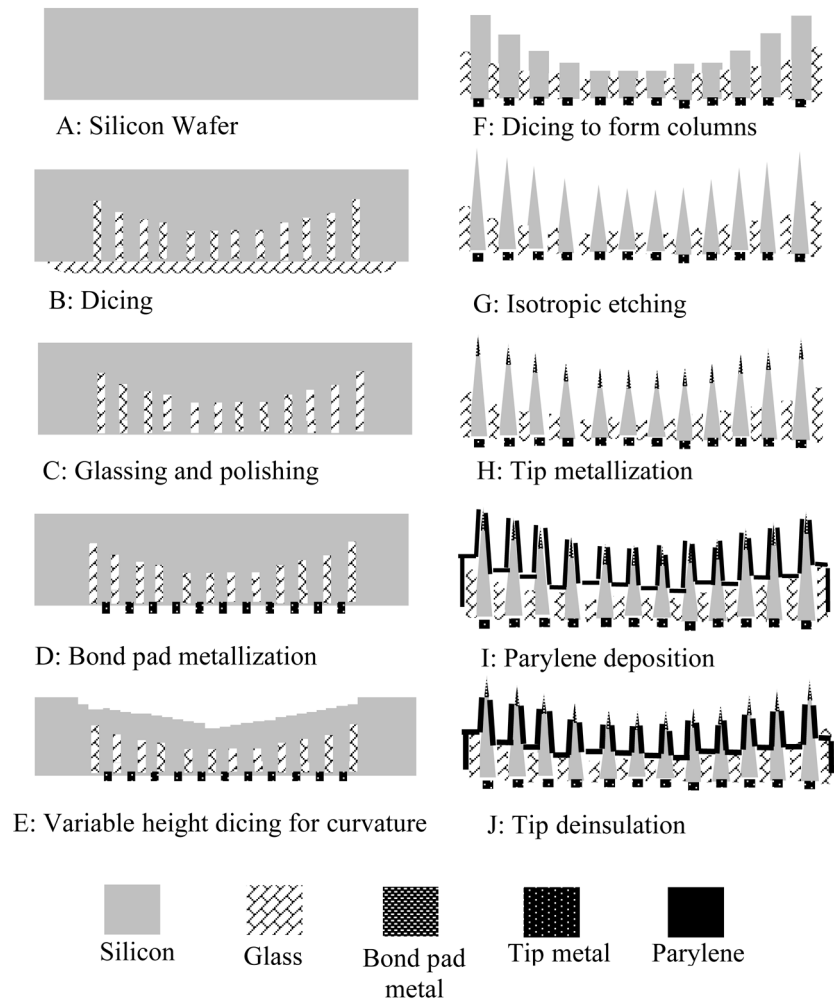 A: Silicon Wafer
B: Dicing
C: Glassing and polishing
D: Bond pad metallization
E: Variable height dicing for curvature
F: Dicing to form columns
G: Isotropic etching
H: Tip metallization
I: Parylene deposition
J: Tip deinsulation
Silicon
Glass
Bond pad
metal
Tip metal
Parylene